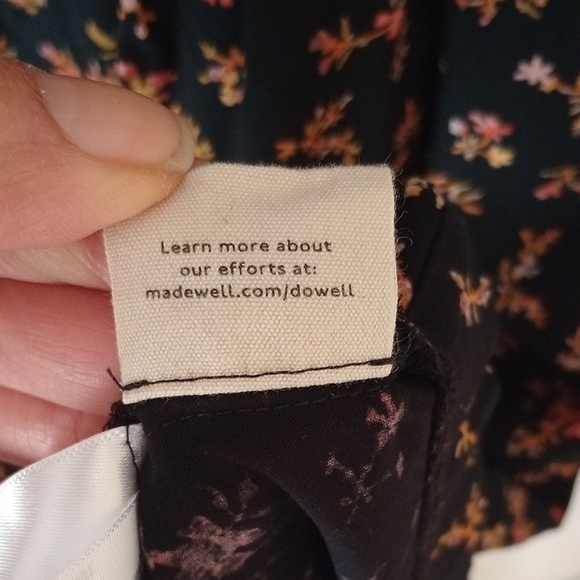 Learn more about
our efforts at:
madewell.com/dowell